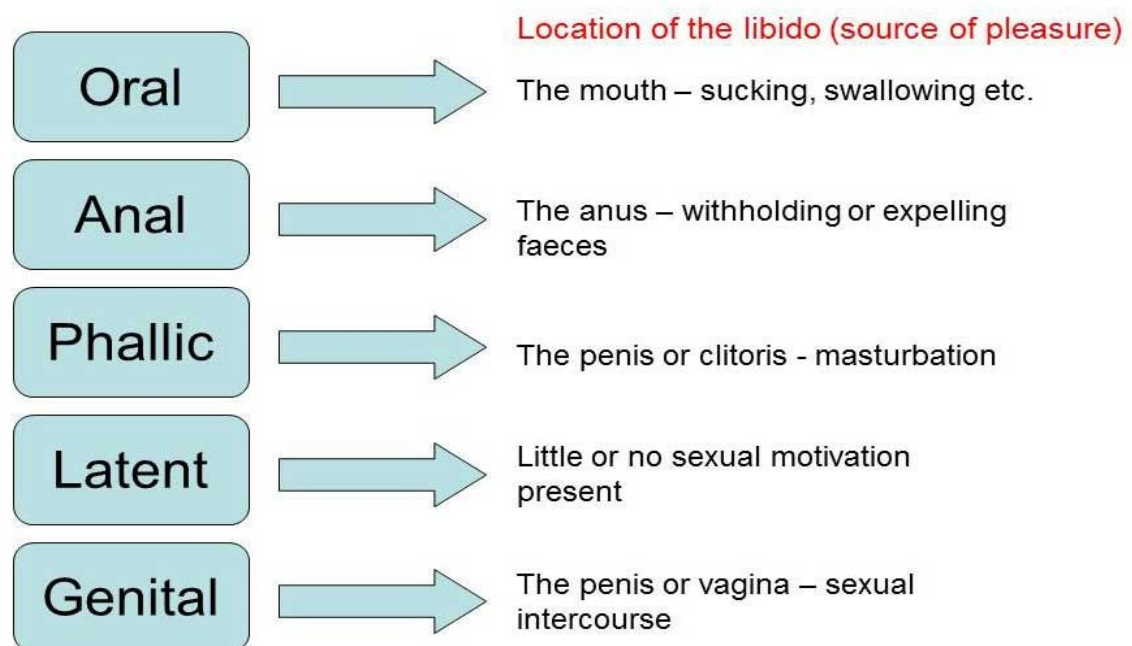 Location of the libido (source of pleasure)
Oral
The mouth – sucking, swallowing etc.
Anal
The anus – withholding or expelling
faeces
Phallic
The penis or clitoris - masturbation
Latent
Little or no sexual motivation
present
Genital
The penis or vagina – sexual
intercourse